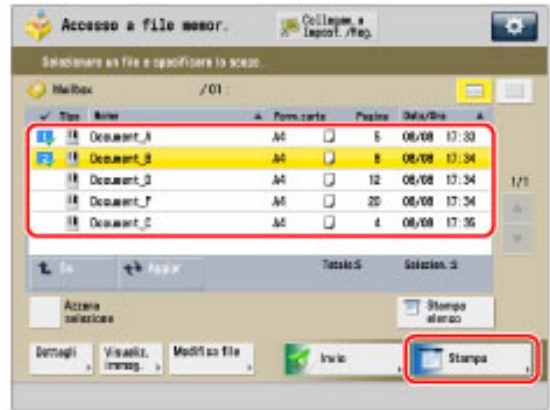 Accesso a file memor.
Collegam. a
Impost./Reg.
Selezionare un file e specificare lo scopo.
Mailbox /01:
Tipo Nome Form.carta Pagine Data/Ora
1 Document_A A4 5 08/08 17:33
2 Document_B A4 8 08/08 17:34
Document_D A4 12 08/08 17:34
Document_F A4 20 08/08 17:34
Document_C A4 4 08/08 17:35
1/1
Su Aggior Totale:5 Selezion. :2
Azzera
selezione
Stampa
elenco
Dettagli
Visualiz.
immag.
Modifica file
Invio
Stampa